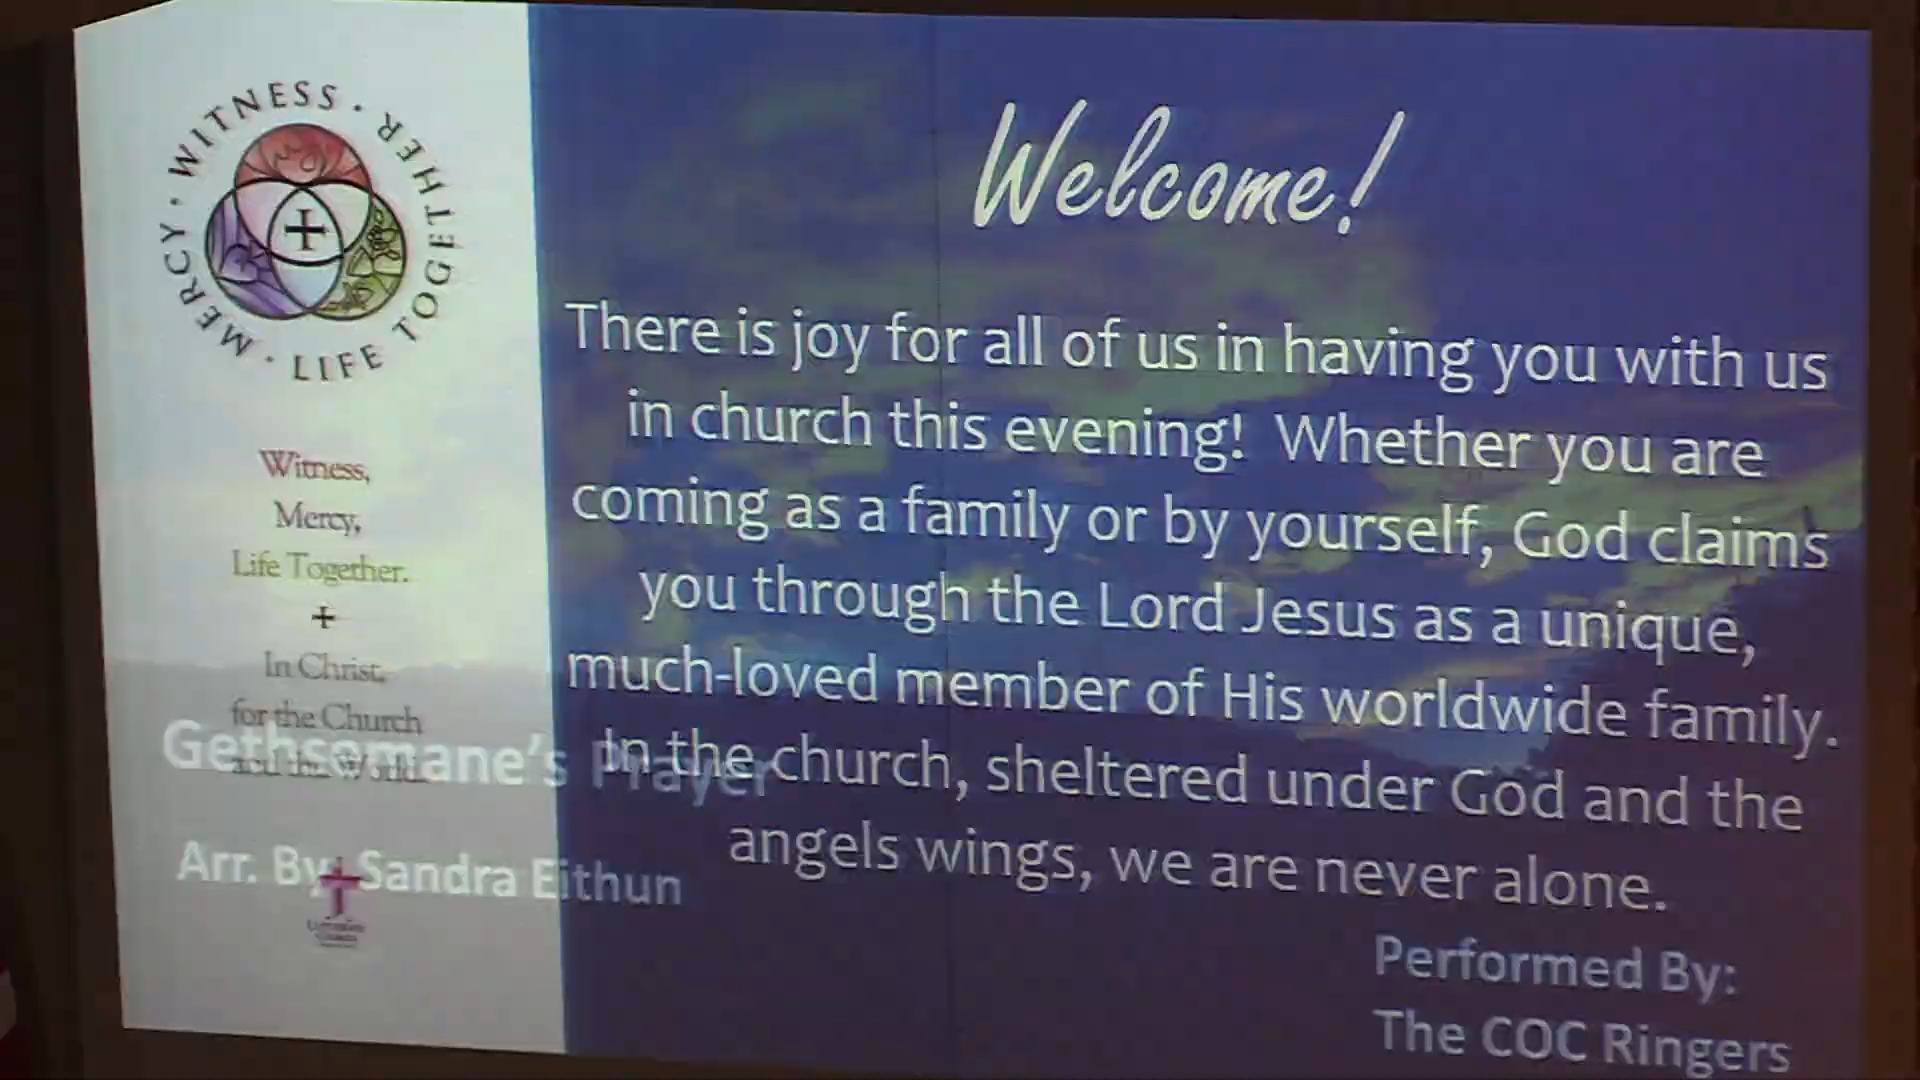 WITNESS · MERCY · LIFE TOGETHER ·
Welcome!
There is joy for all of us in having you with us
in church this evening!  Whether you are
coming as a family or by yourself, God claims
you through the Lord Jesus as a unique,
much-loved member of His worldwide family.
In the church, sheltered under God and the
angels wings, we are never alone.
Witness,
Mercy,
Life Together.
In Christ,
for the Church
and the World
Gethsemane's Prayer
Arr. By: Sandra Eithun
Performed By:
The COC Ringers